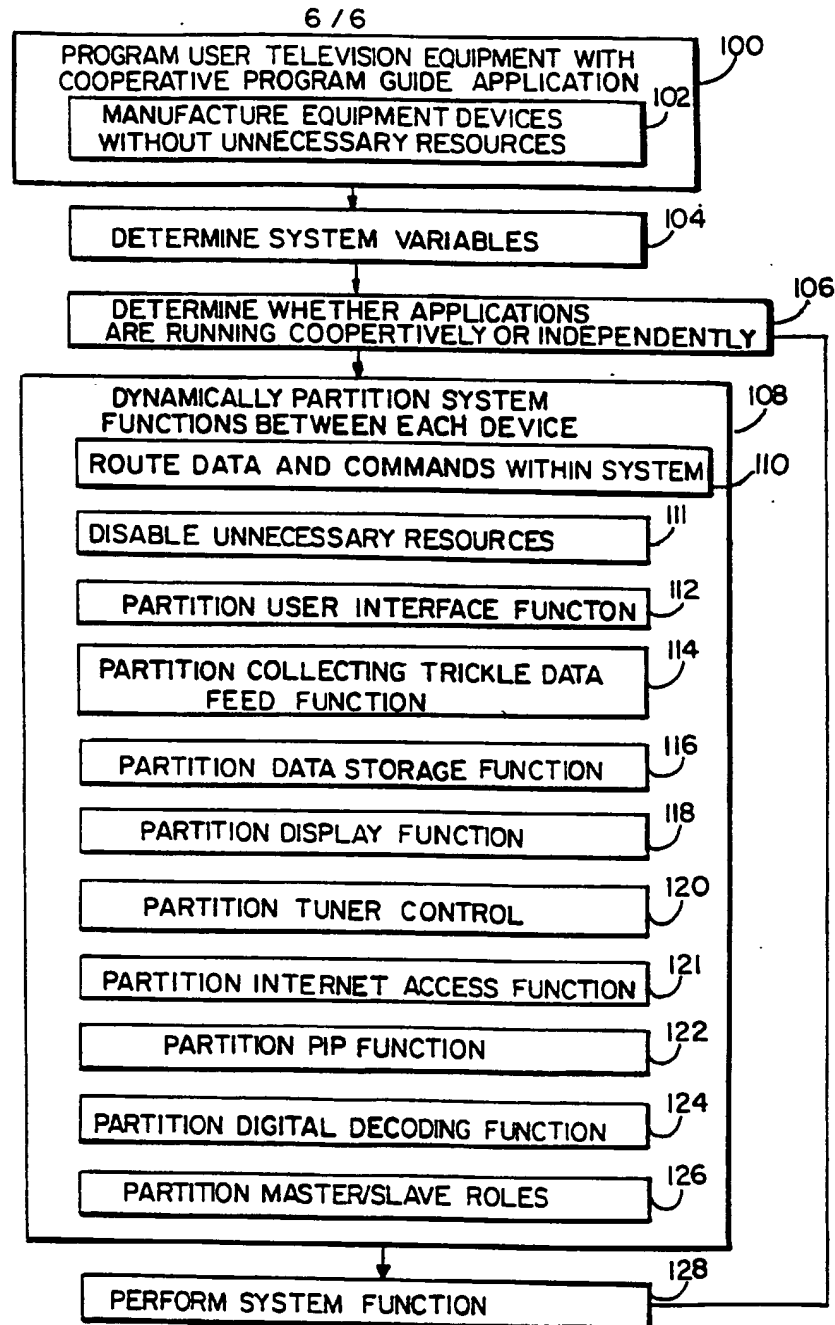 6 / 6
PROGRAM USER TELEVISION EQUIPMENT WITH
COOPERATIVE PROGRAM GUIDE APPLICATION
100
MANUFACTURE EQUIPMENT DEVICES
WITHOUT UNNECESSARY RESOURCES
102
DETERMINE SYSTEM VARIABLES
104
DETERMINE WHETHER APPLICATIONS
ARE RUNNING COOPERTIVELY OR INDEPENDENTLY
106
DYNAMICALLY PARTITION SYSTEM
FUNCTIONS BETWEEN EACH DEVICE
108
ROUTE DATA AND COMMANDS WITHIN SYSTEM
110
DISABLE UNNECESSARY RESOURCES
111
PARTITION USER INTERFACE FUNCTON
112
PARTITION COLLECTING TRICKLE DATA
FEED FUNCTION
114
PARTITION DATA STORAGE FUNCTION
116
PARTITION DISPLAY FUNCTION
118
PARTITION TUNER CONTROL
120
PARTITION INTERNET ACCESS FUNCTION
121
PARTITION PIP FUNCTION
122
PARTITION DIGITAL DECODING FUNCTION
124
PARTITION MASTER/SLAVE ROLES
126
PERFORM SYSTEM FUNCTION
128